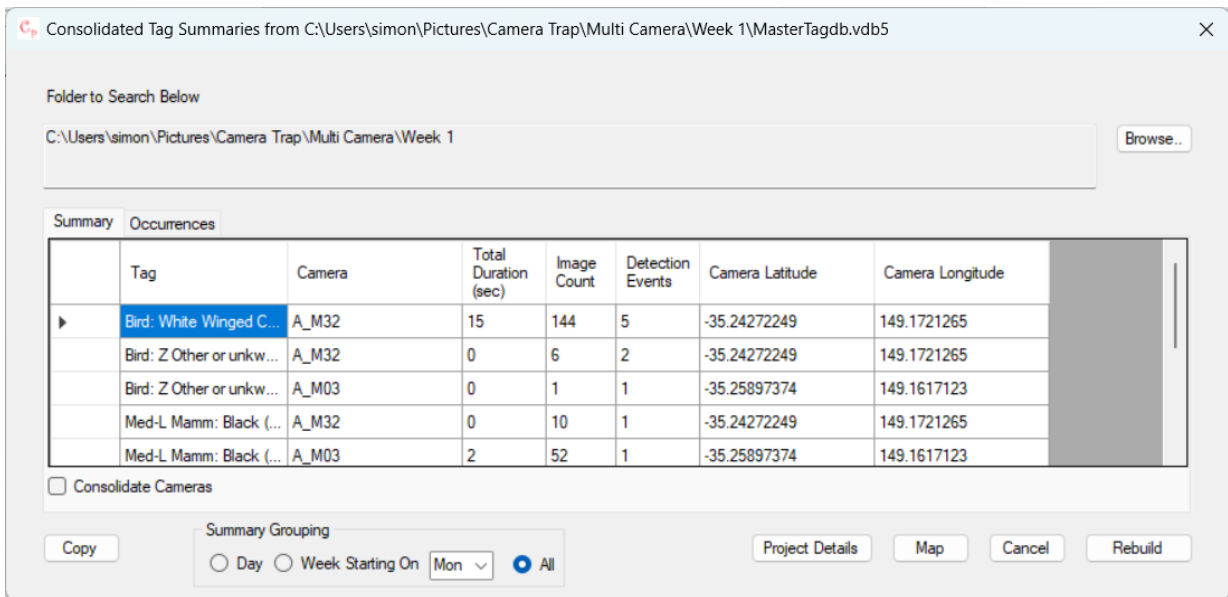 Consolidated Tag Summaries from C:\Users\simon\Pictures\Camera Trap\Multi Camera\Week 1\MasterTagdb.vdb5
Folder to Search Below
C:\Users\simon\Pictures\Camera Trap\Multi Camera\Week 1
Browse..
Summary Occurrences
Tag Camera Total Duration (sec) Image Count Detection Events Camera Latitude Camera Longitude
Bird: White Winged C... A_M32 15 144 5 -35.24272249 149.1721265
Bird: Z Other or unkw... A_M32 0 6 2 -35.24272249 149.1721265
Bird: Z Other or unkw... A_M03 0 1 1 -35.25897374 149.1617123
Med-L Mamm: Black (... A_M32 0 10 1 -35.24272249 149.1721265
Med-L Mamm: Black (... A_M03 2 52 1 -35.25897374 149.1617123
Consolidate Cameras
Summary Grouping
Copy Day Week Starting On Mon All Project Details Map Cancel Rebuild